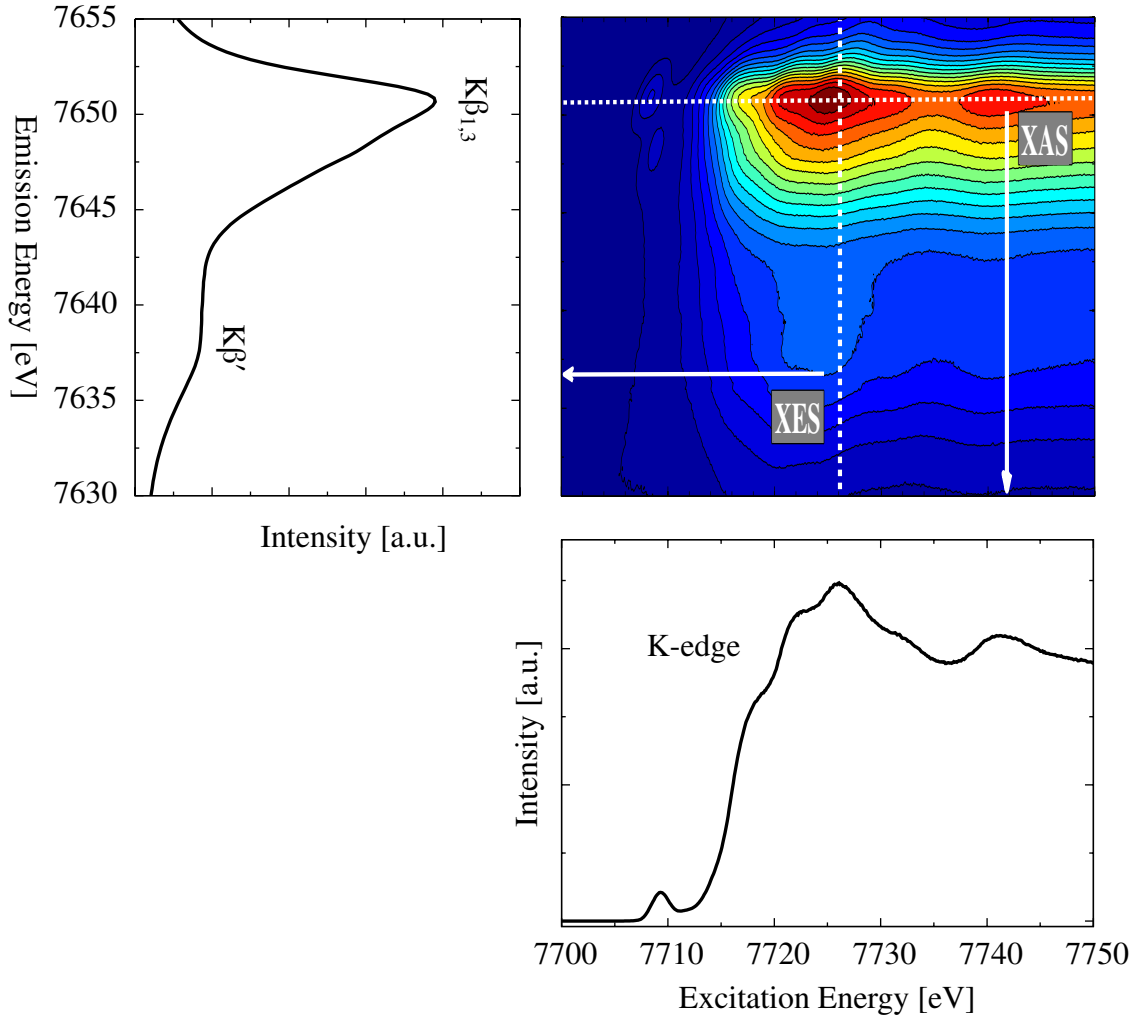 7655
7650
7645
7640
7635
7630
Emission Energy [eV]
Kβ1,3
Kβ′
Intensity [a.u.]
XAS
XES
K-edge
Intensity [a.u.]
7700 7710 7720 7730 7740 7750
Excitation Energy [eV]